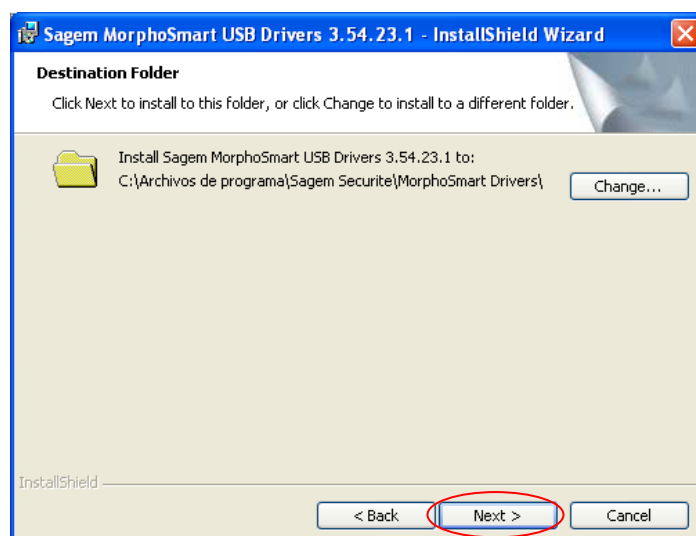 Sagem MorphoSmart USB Drivers 3.54.23.1 - InstallShield Wizard
Destination Folder
Click Next to install to this folder, or click Change to install to a different folder.
Install Sagem MorphoSmart USB Drivers 3.54.23.1 to:
C:\Archivos de programa\Sagem Securite\MorphoSmart Drivers\
Change...
InstallShield
< Back
Next >
Cancel